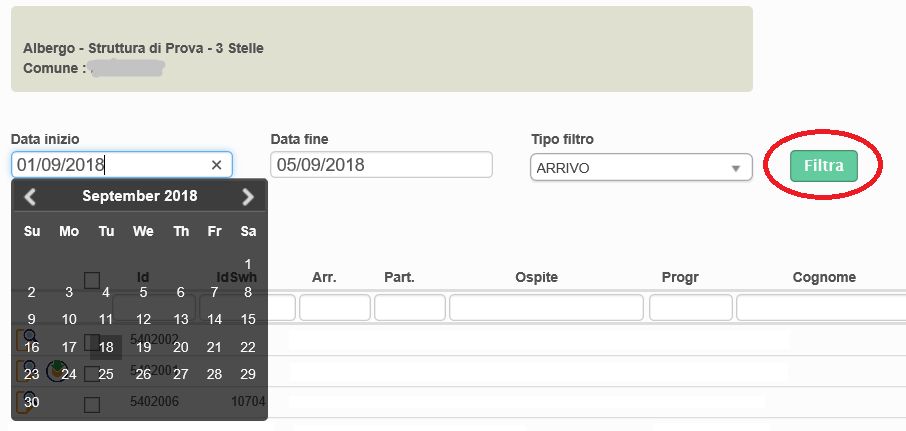 Albergo - Struttura di Prova - 3 Stelle
Comune :
Data inizio
Data fine
Tipo filtro
01/09/2018 ×
05/09/2018
ARRIVO
Filtra
September 2018
Su Mo Tu We Th Fr Sa
1
Id IdSwh Arr. Part. Ospite Progr Cognome
2 3 4 5 6 7 8
9 10 11 12 13 14 15
5402002
16 17 18 19 20 21 22
23 24 25 26 27 28 29
5402006 10704
30